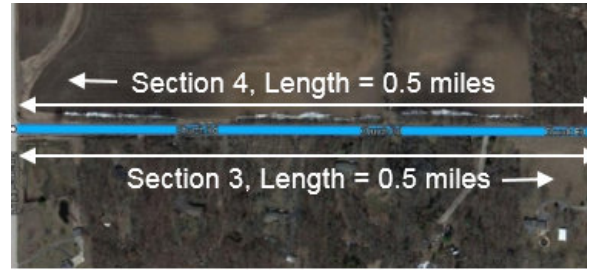 Section 4, Length = 0.5 miles
Section 3, Length = 0.5 miles